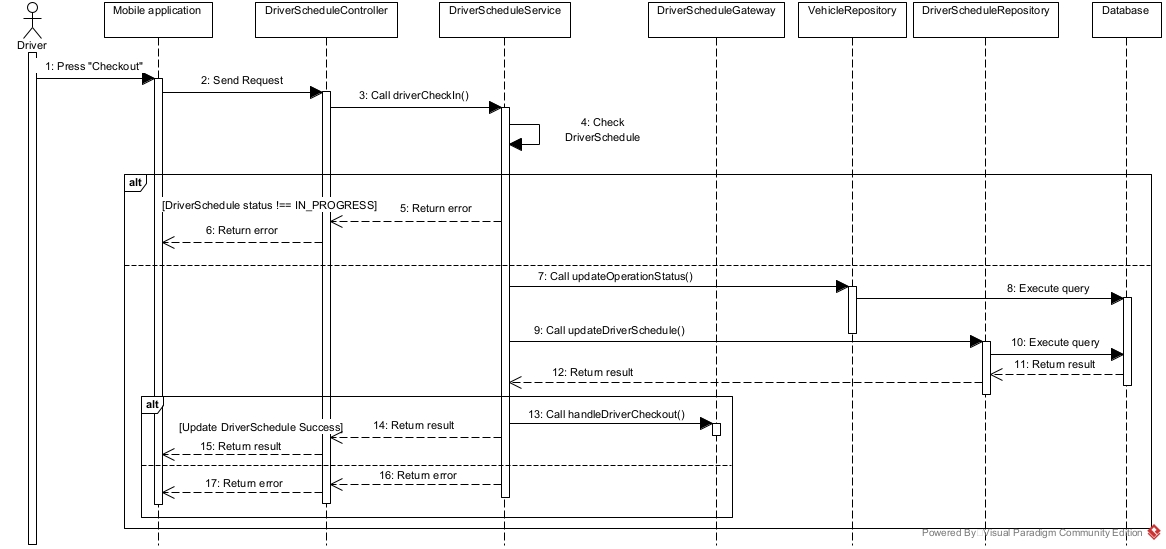 Mobile application
DriverScheduleController
DriverScheduleService
DriverScheduleGateway
VehicleRepository
DriverScheduleRepository
Database
Driver
1: Press "Checkout"
2: Send Request
3: Call driverCheckIn()
4: Check
DriverSchedule
alt
[DriverSchedule status !== IN_PROGRESS]
5: Return error
6: Return error
7: Call updateOperationStatus()
8: Execute query
9: Call updateDriverSchedule()
10: Execute query
11: Return result
12: Return result
alt
13: Call handleDriverCheckout()
[Update DriverSchedule Success]
14: Return result
15: Return result
16: Return error
17: Return error
Powered By: Visual Paradigm Community Edition